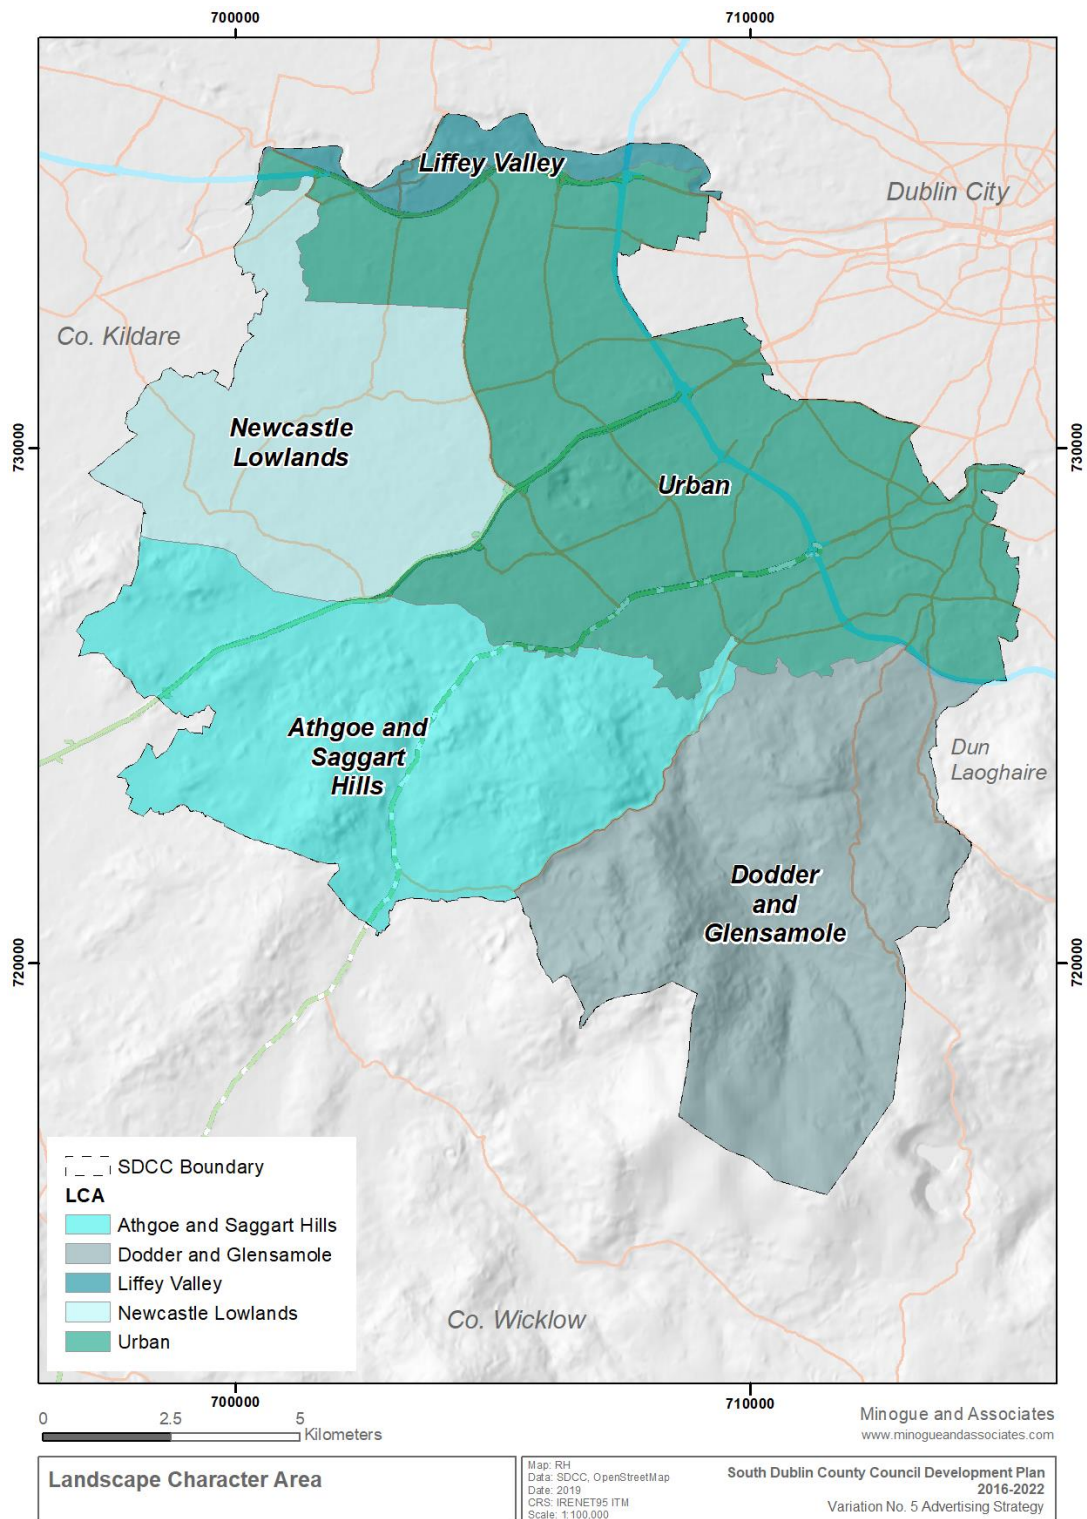 700000
710000
Liffey Valley
Dublin City
Co. Kildare
Newcastle
Lowlands
730000
730000
Urban
Athgoe and
Saggart
Hills
Dun
Laoghaire
Dodder
and
Glensamole
720000
720000
SDCC Boundary
LCA
Athgoe and Saggart Hills
Dodder and Glensamole
Liffey Valley
Newcastle Lowlands
Urban
Co. Wicklow
700000
710000
0 2.5 5
Kilometers
Minogue and Associates
www.minogueandassociates.com
Landscape Character Area
Map: RH
Data: SDCC, OpenStreetMap
Date: 2019
CRS: IRENET95 ITM
Scale: 1:100,000
South Dublin County Council Development Plan
2016-2022
Variation No. 5 Advertising Strategy